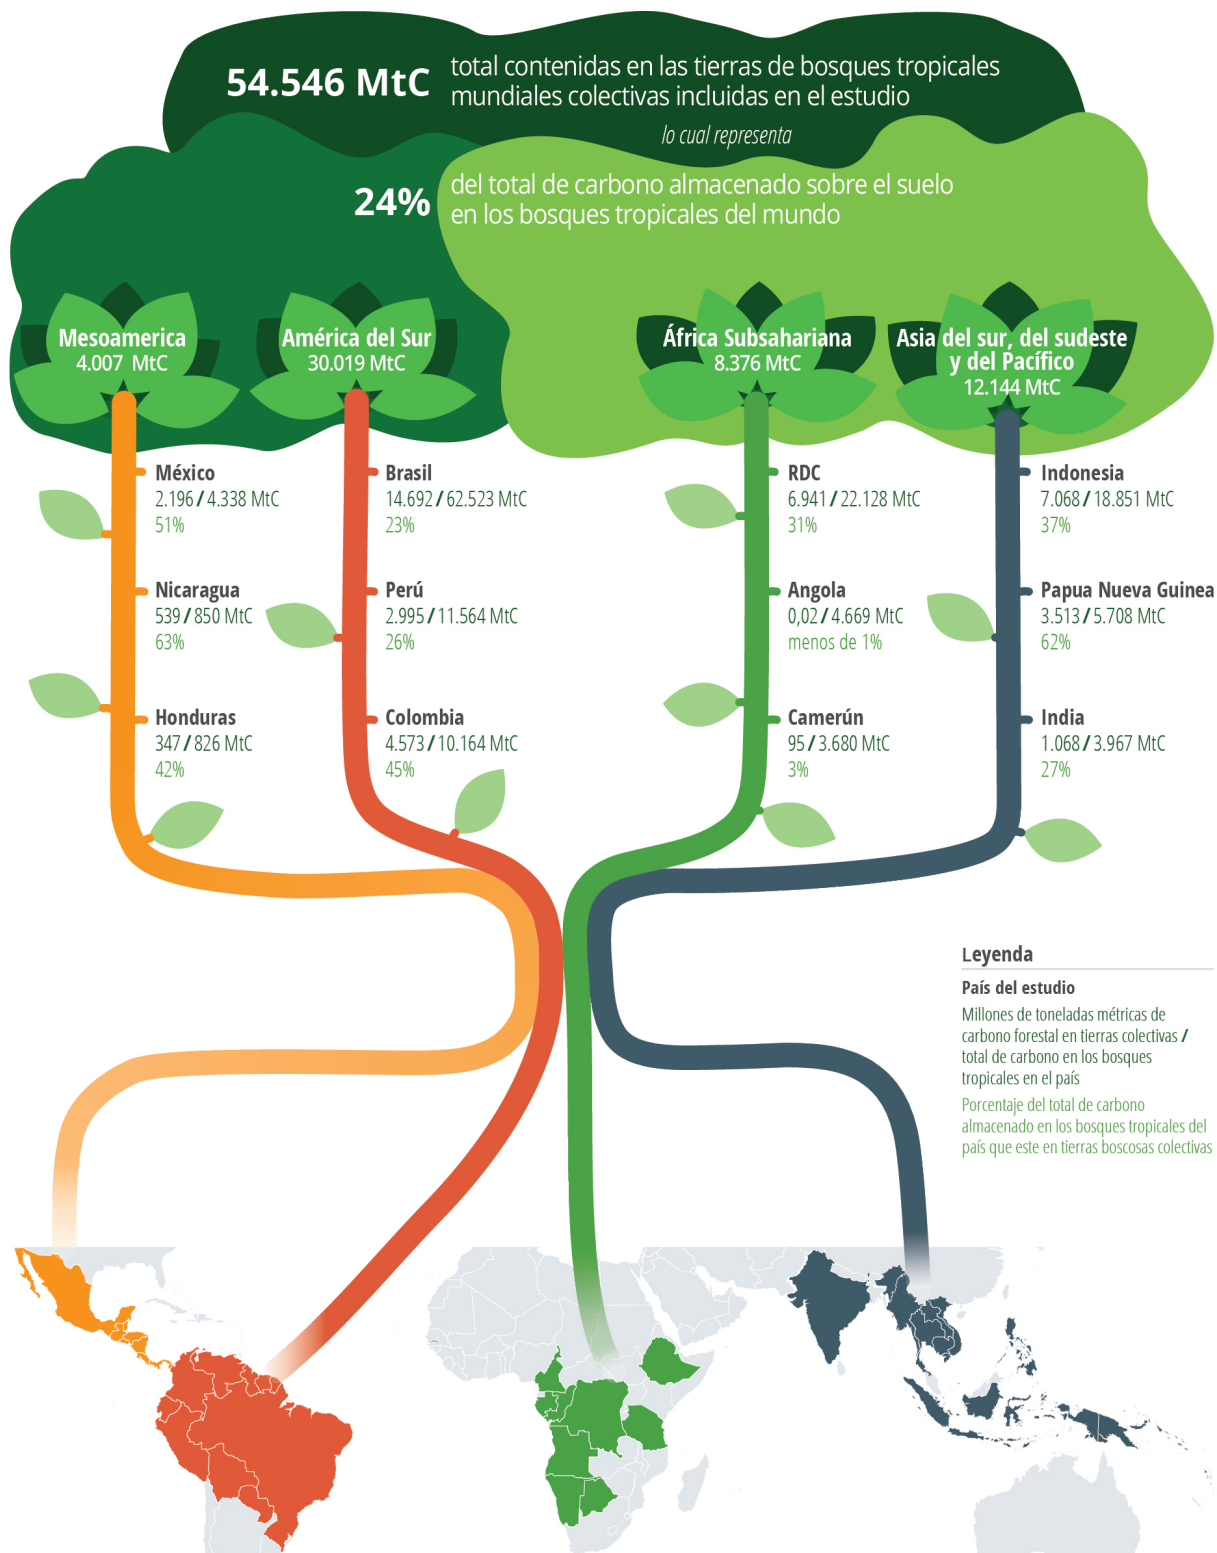 54.546 MtC
total contenidas en las tierras de bosques tropicales
mundiales colectivas incluidas en el estudio
lo cual representa
24%
del total de carbono almacenado sobre el suelo
en los bosques tropicales del mundo
Mesoamerica
4.007 MtC
América del Sur
30.019 MtC
África Subsahariana
8.376 MtC
Asia del sur, del sudeste
y del Pacífico
12.144 MtC
México
2.196 / 4.338 MtC
51%
Nicaragua
539 / 850 MtC
63%
Honduras
347 / 826 MtC
42%
Brasil
14.692 / 62.523 MtC
23%
Perú
2.995 / 11.564 MtC
26%
Colombia
4.573 / 10.164 MtC
45%
RDC
6.941 / 22.128 MtC
31%
Angola
0,02 / 4.669 MtC
menos de 1%
Camerún
95 / 3.680 MtC
3%
Indonesia
7.068 / 18.851 MtC
37%
Papua Nueva Guinea
3.513 / 5.708 MtC
62%
India
1.068 / 3.967 MtC
27%
Leyenda
País del estudio
Millones de toneladas métricas de
carbono forestal en tierras colectivas /
total de carbono en los bosques
tropicales en el país
Porcentaje del total de carbono
almacenado en los bosques tropicales del
país que este en tierras boscosas colectivas